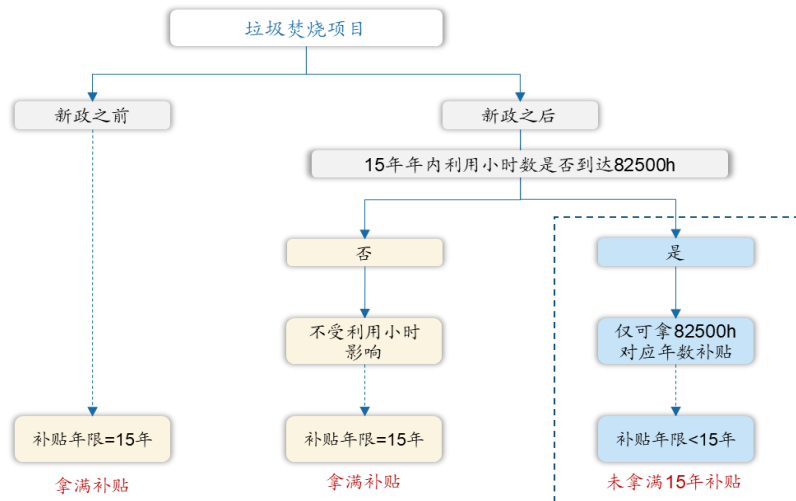 垃圾焚烧项目
新政之前
新政之后
15年年内利用小时数是否到达82500h
否
是
不受利用小时
影响
仅可拿82500h
对应年数补贴
补贴年限=15年
补贴年限=15年
补贴年限<15年
拿满补贴
拿满补贴
未拿满15年补贴